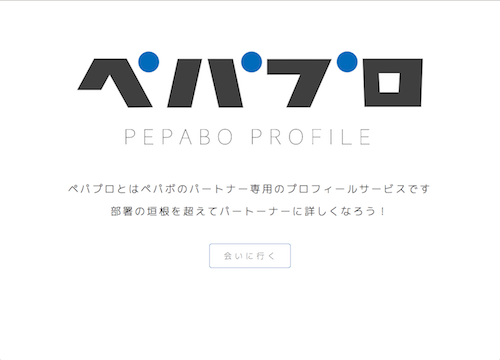 ペパプロ
PEPABO PROFILE
ペパプロとはペパボのパートナー専用のプロフィールサービスです
部署の垣根を超えてパートーナーに詳しくなろう！
会いに行く